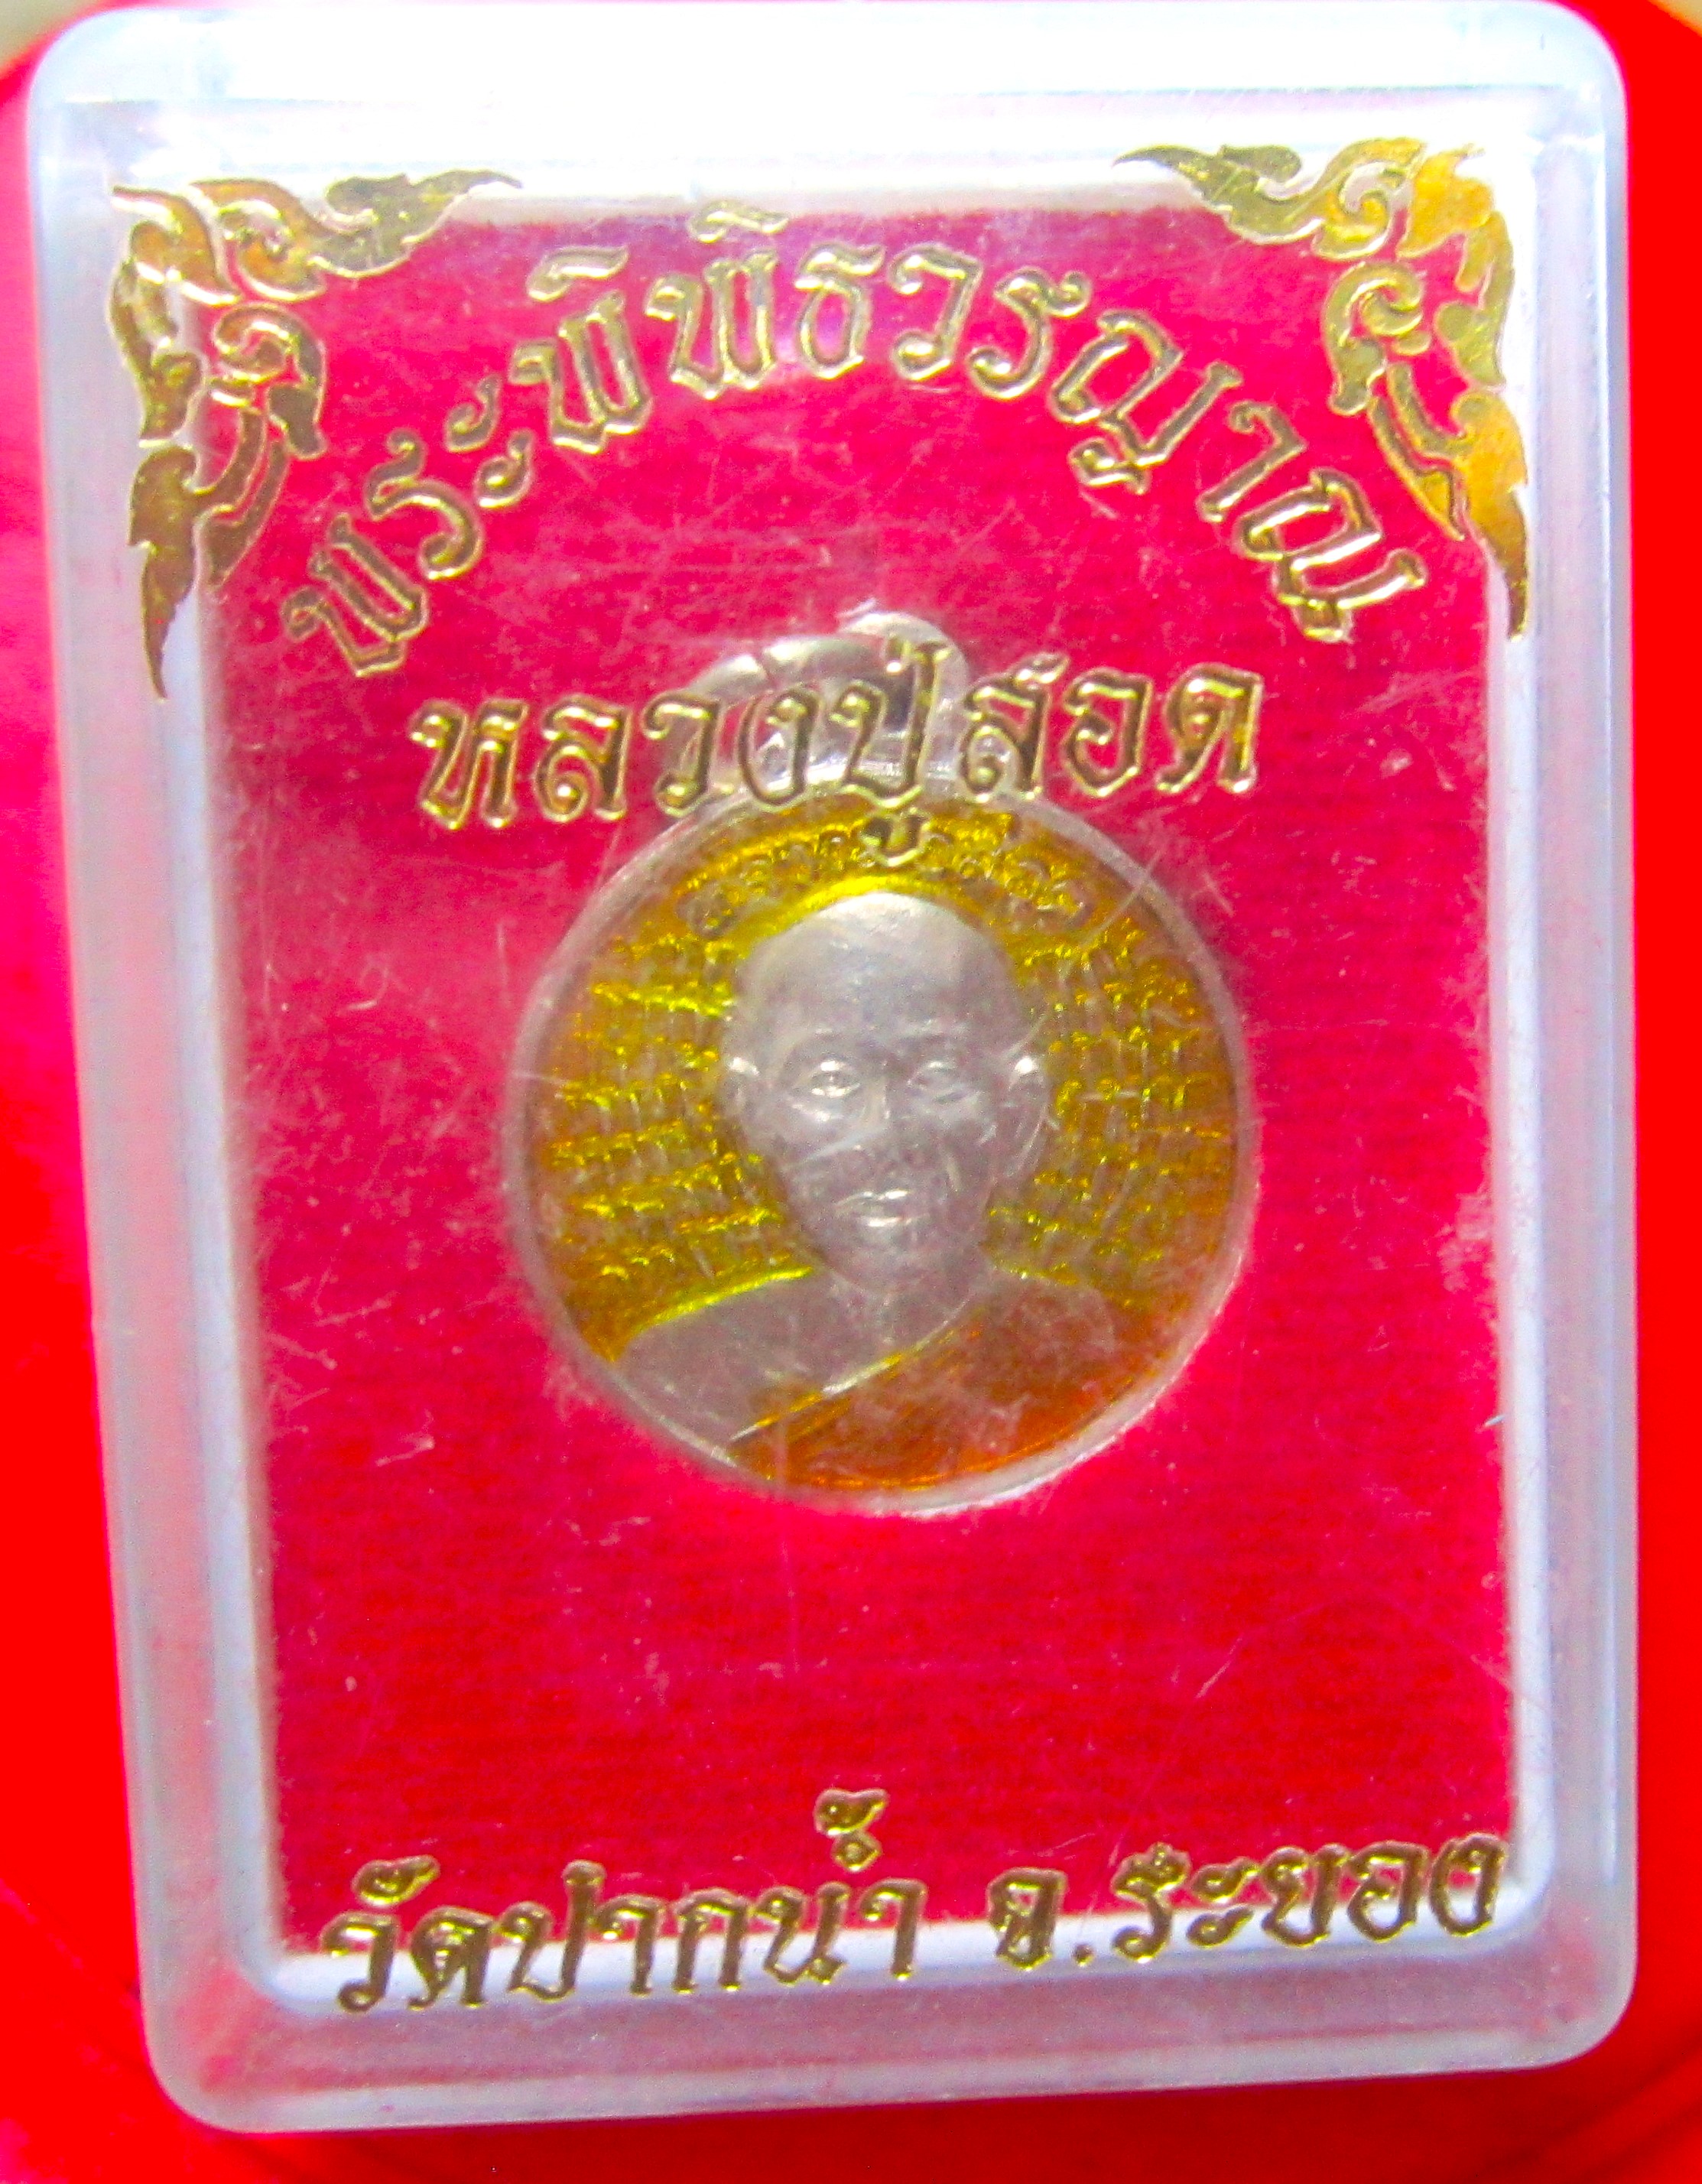 พระพิพิธวรญาณ
หลวงปู่สอด
วัดปากน้ำ จ.ระยอง